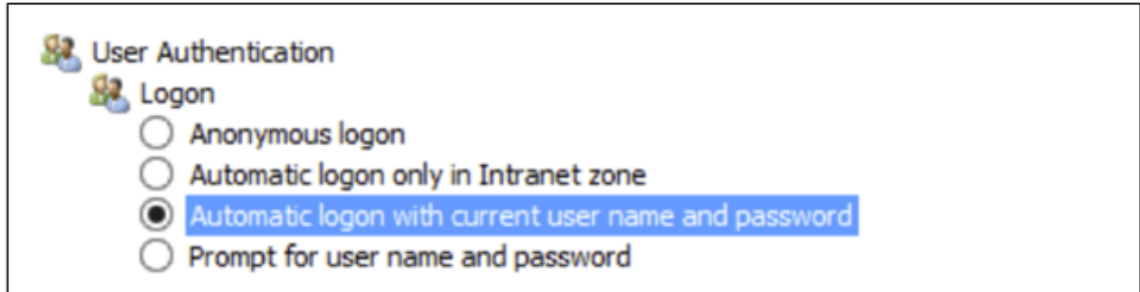 User Authentication
Logon
Anonymous logon
Automatic logon only in Intranet zone
Automatic logon with current user name and password
Prompt for user name and password